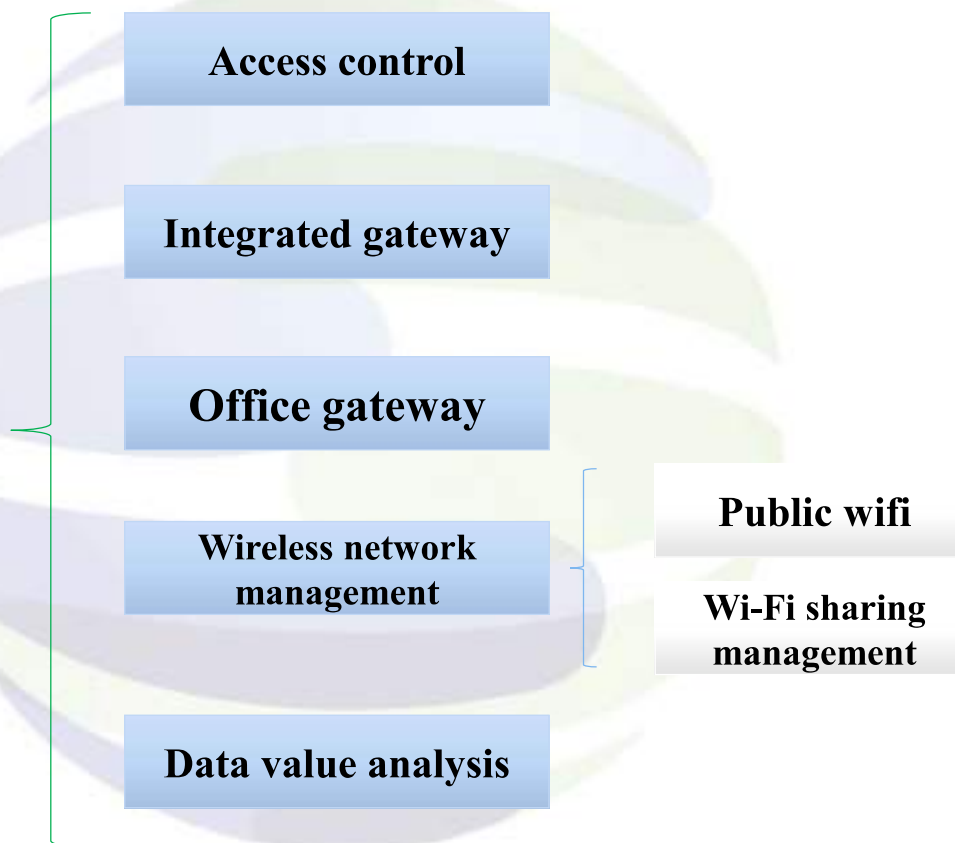 Access control
Integrated gateway
Office gateway
Wireless network
management
Public wifi
Wi-Fi sharing
management
Data value analysis